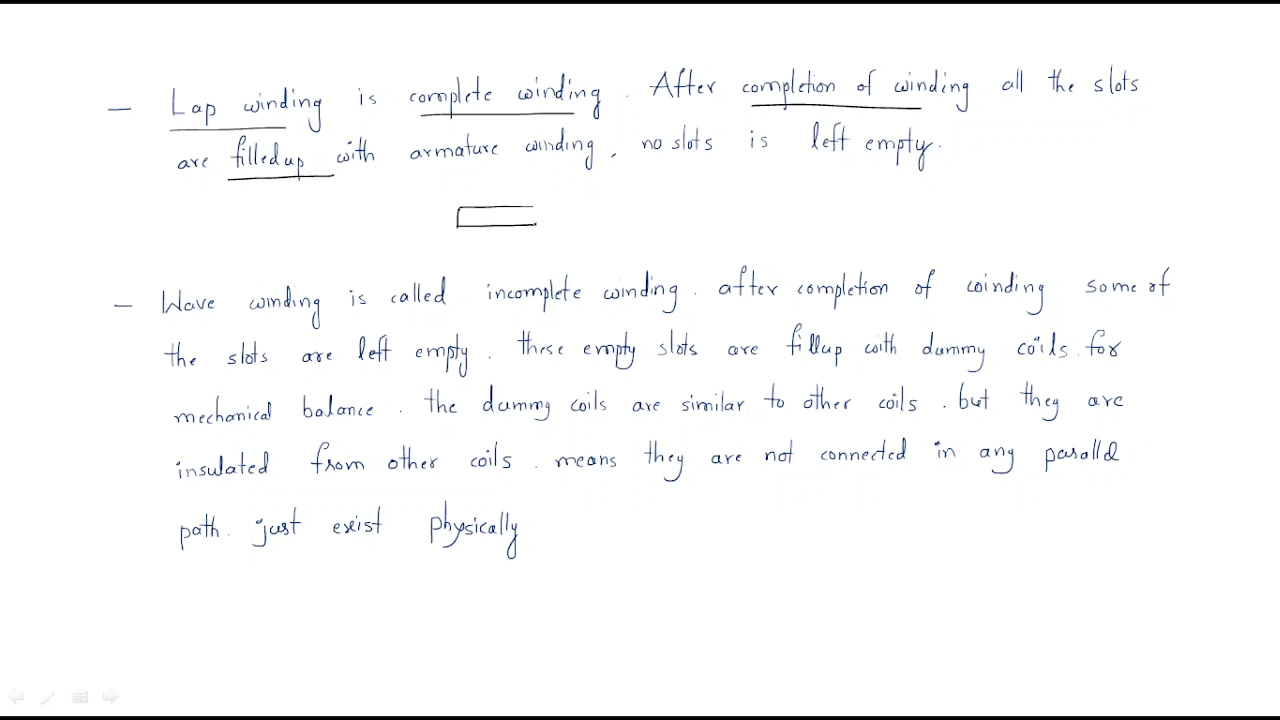 – Lap winding is complete winding. After completion of winding all the slots
are filled up with armature winding, no slots is left empty.
– Wave winding is called incomplete winding. after completion of winding some of
the slots are left empty. these empty slots are fillup with dummy coils. for
mechanical balance. the dummy coils are similar to other coils. but they are
insulated from other coils. means they are not connected in any parallel
path. just exist physically